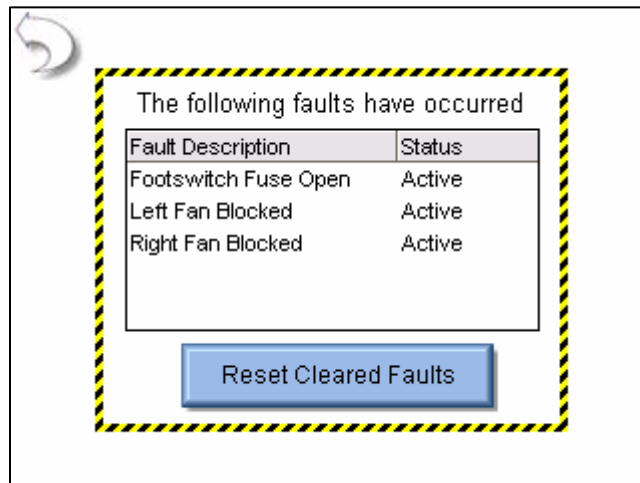 The following faults have occurred
Fault Description Status
Footswitch Fuse Open Active
Left Fan Blocked Active
Right Fan Blocked Active
Reset Cleared Faults